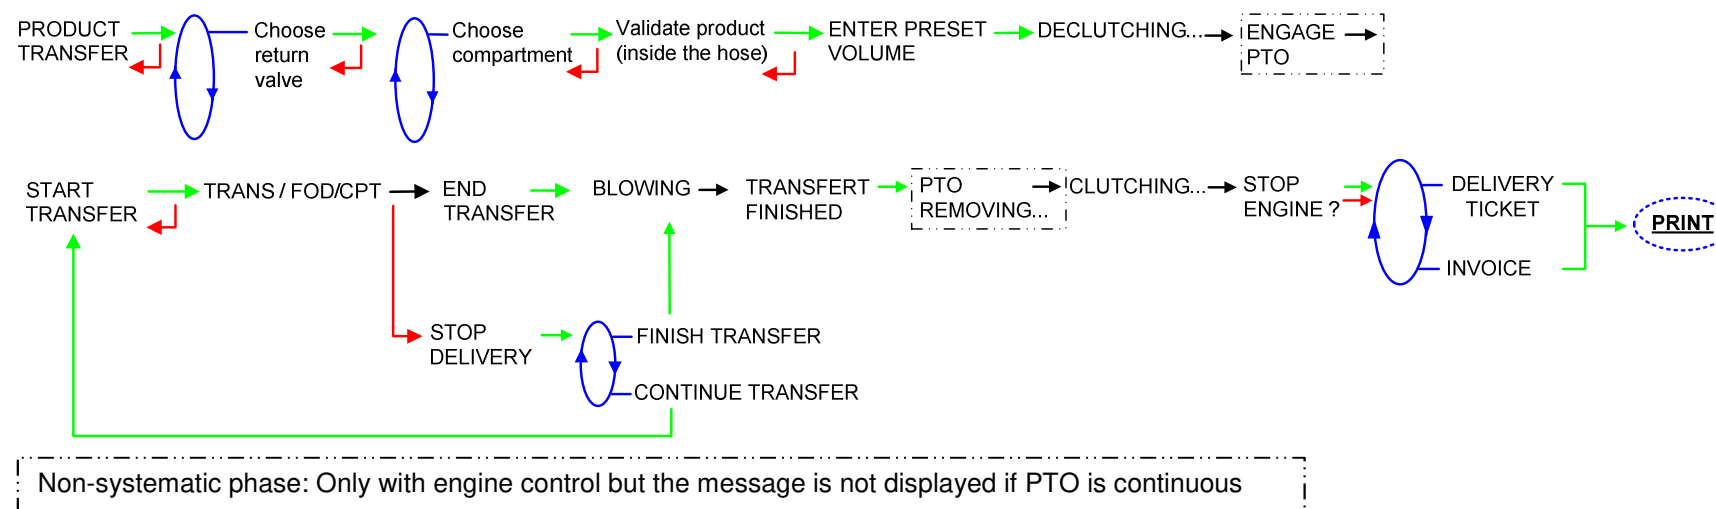 PRODUCT
TRANSFER
Choose
return
valve
Choose
compartment
Validate product
(inside the hose)
ENTER PRESET
VOLUME
DECLUTCHING...
ENGAGE
PTO
START
TRANSFER
TRANS / FOD/CPT
END
TRANSFER
BLOWING
TRANSFERT
FINISHED
PTO
REMOVING...
CLUTCHING...
STOP
ENGINE ?
DELIVERY
TICKET
INVOICE
PRINT
STOP
DELIVERY
FINISH TRANSFER
CONTINUE TRANSFER
Non-systematic phase: Only with engine control but the message is not displayed if PTO is continuous